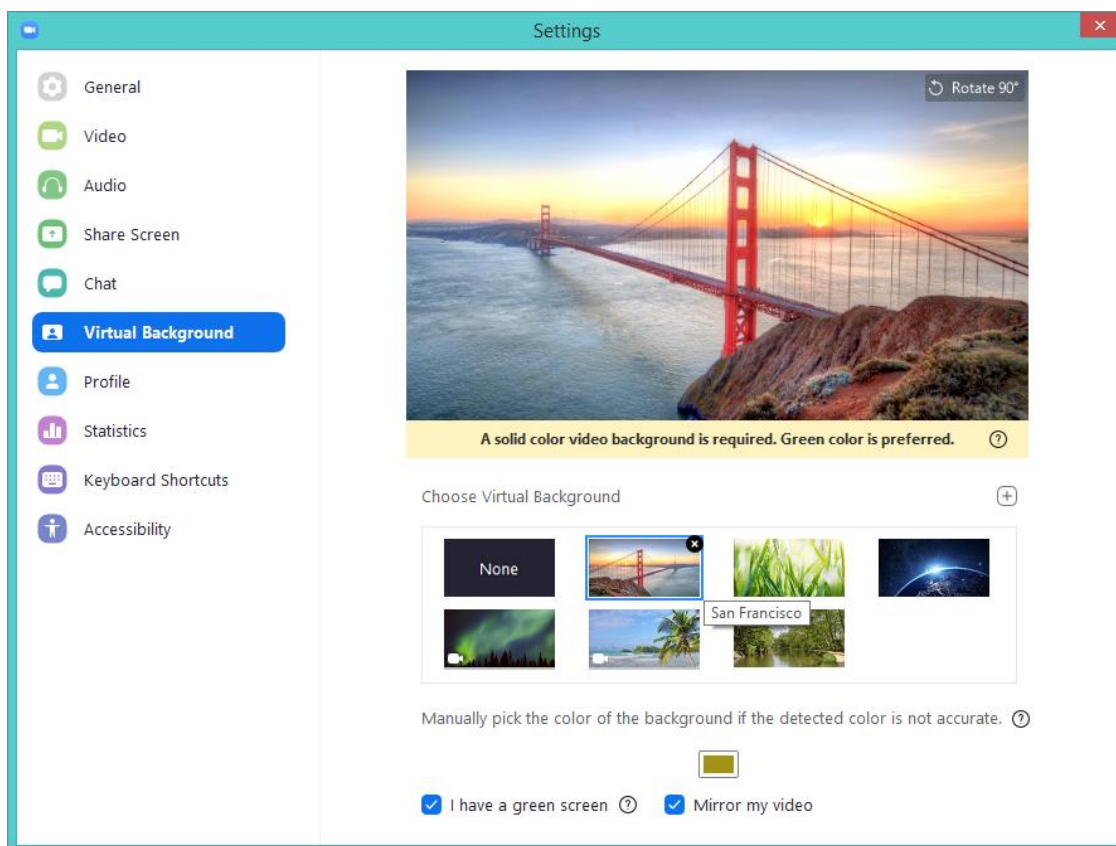 Settings
General
Video
Audio
Share Screen
Chat
Virtual Background
Profile
Statistics
Keyboard Shortcuts
Accessibility
Rotate 90°
A solid color video background is required. Green color is preferred.
Choose Virtual Background
None
San Francisco
Manually pick the color of the background if the detected color is not accurate.
I have a green screen
Mirror my video